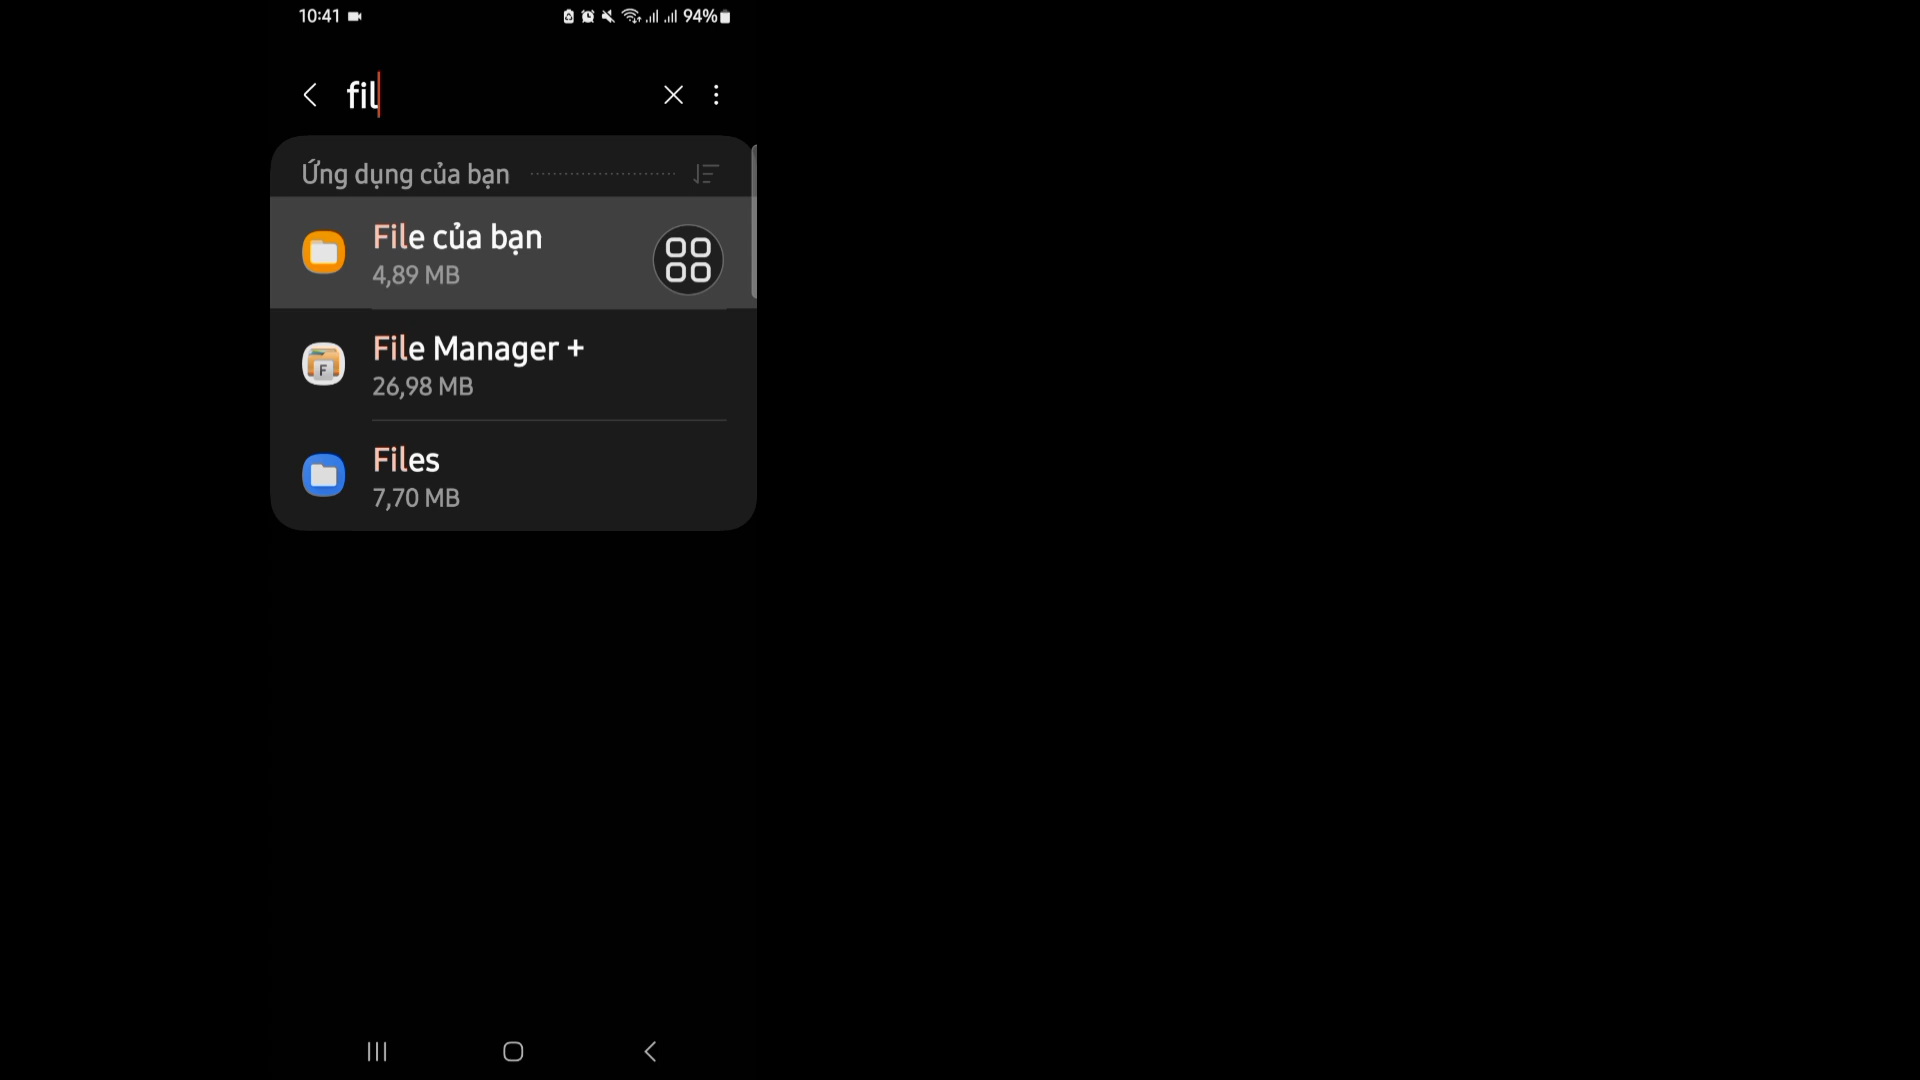 10:41 94%
fil
Ứng dụng của bạn
File của bạn
4,89 MB
File Manager +
26,98 MB
F
Files
7,70 MB